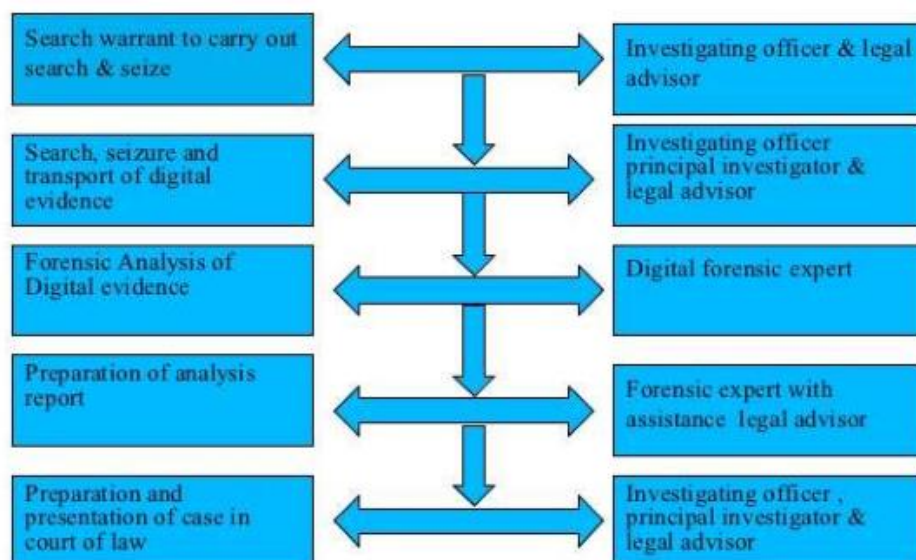 Search warrant to carry out
search & seize
Investigating officer & legal
advisor
Search, seizure and
transport of digital
evidence
Investigating officer
principal investigator &
legal advisor
Forensic Analysis of
Digital evidence
Digital forensic expert
Preparation of analysis
report
Forensic expert with
assistance legal advisor
Preparation and
presentation of case in
court of law
Investigating officer ,
principal investigator &
legal advisor